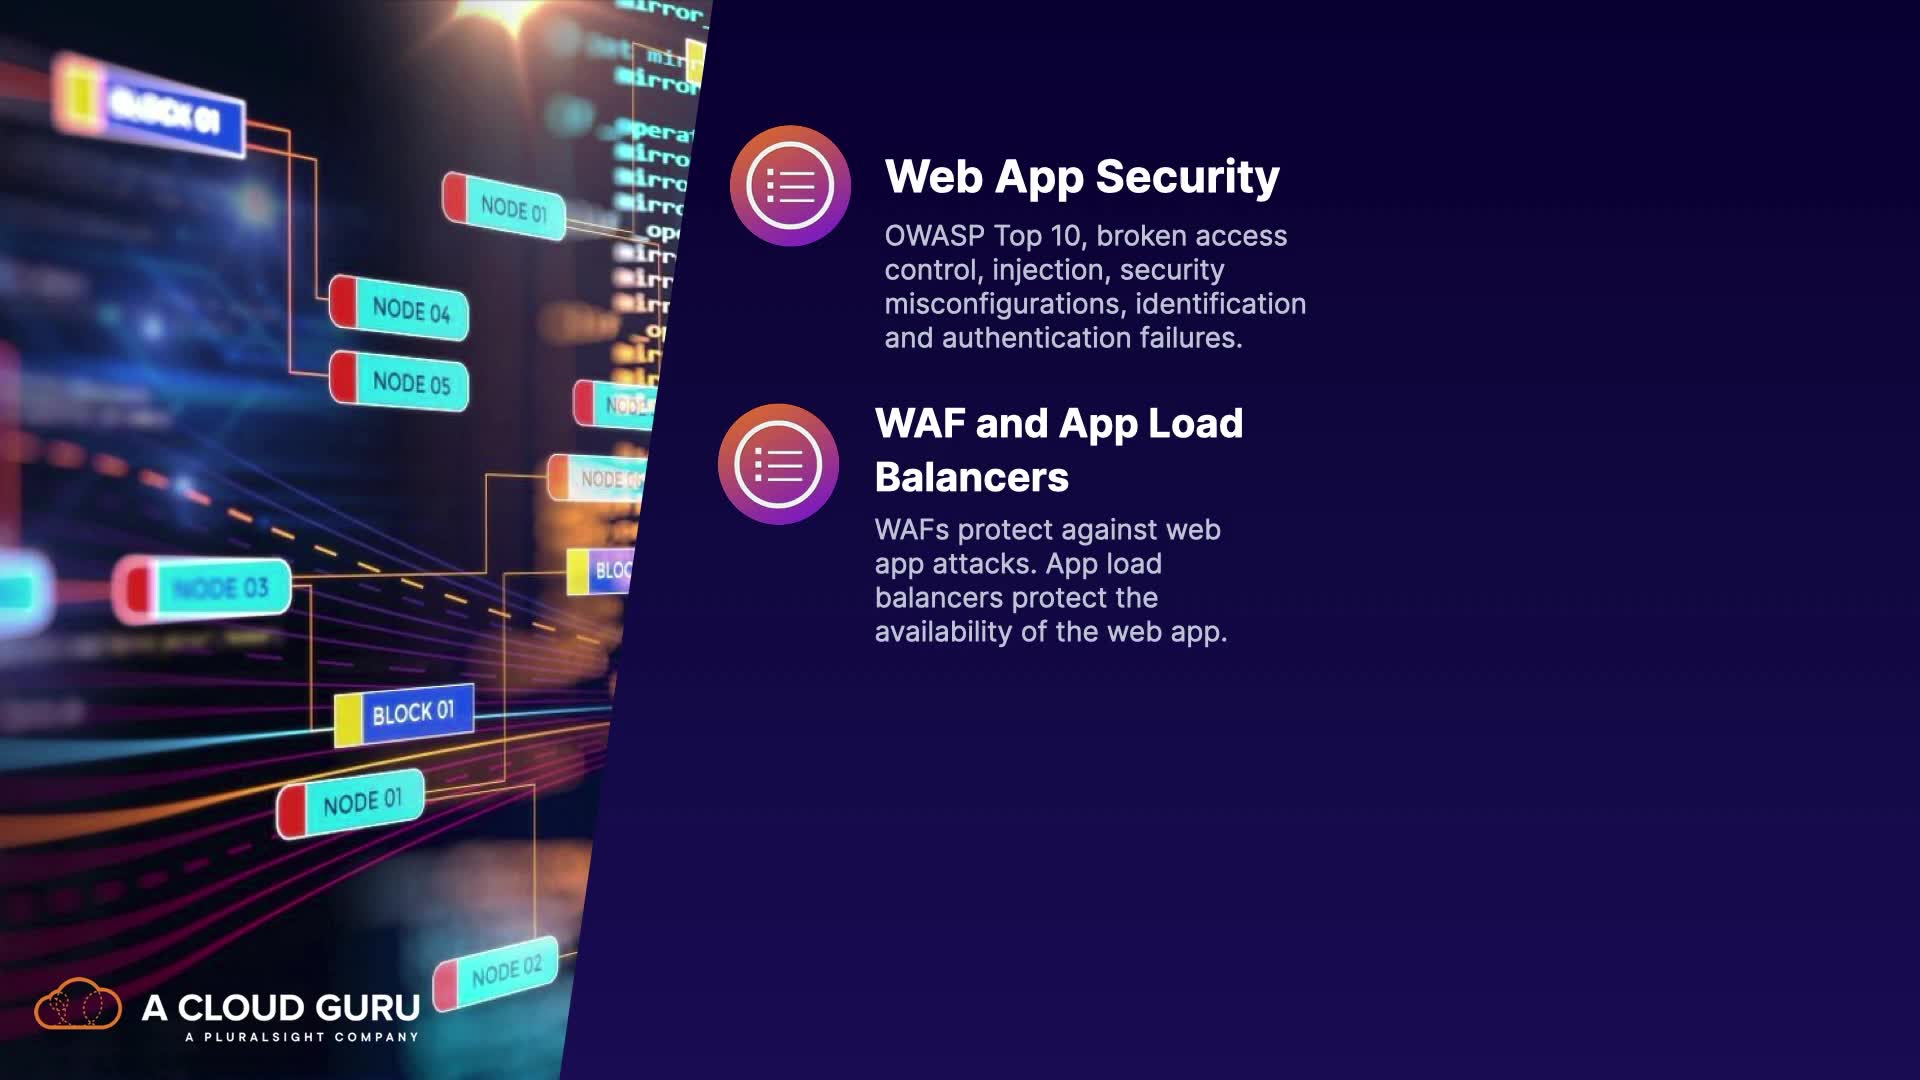 Web App Security
OWASP Top 10, broken access
control, injection, security
misconfigurations, identification
and authentication failures.
WAF and App Load
Balancers
WAFs protect against web
app attacks. App load
balancers protect the
availability of the web app.
BLOCK 01
NODE 01
NODE 04
NODE 05
NODE 03
BLOCK 01
NODE 01
NODE 02
A CLOUD GURU
A PLURALSIGHT COMPANY